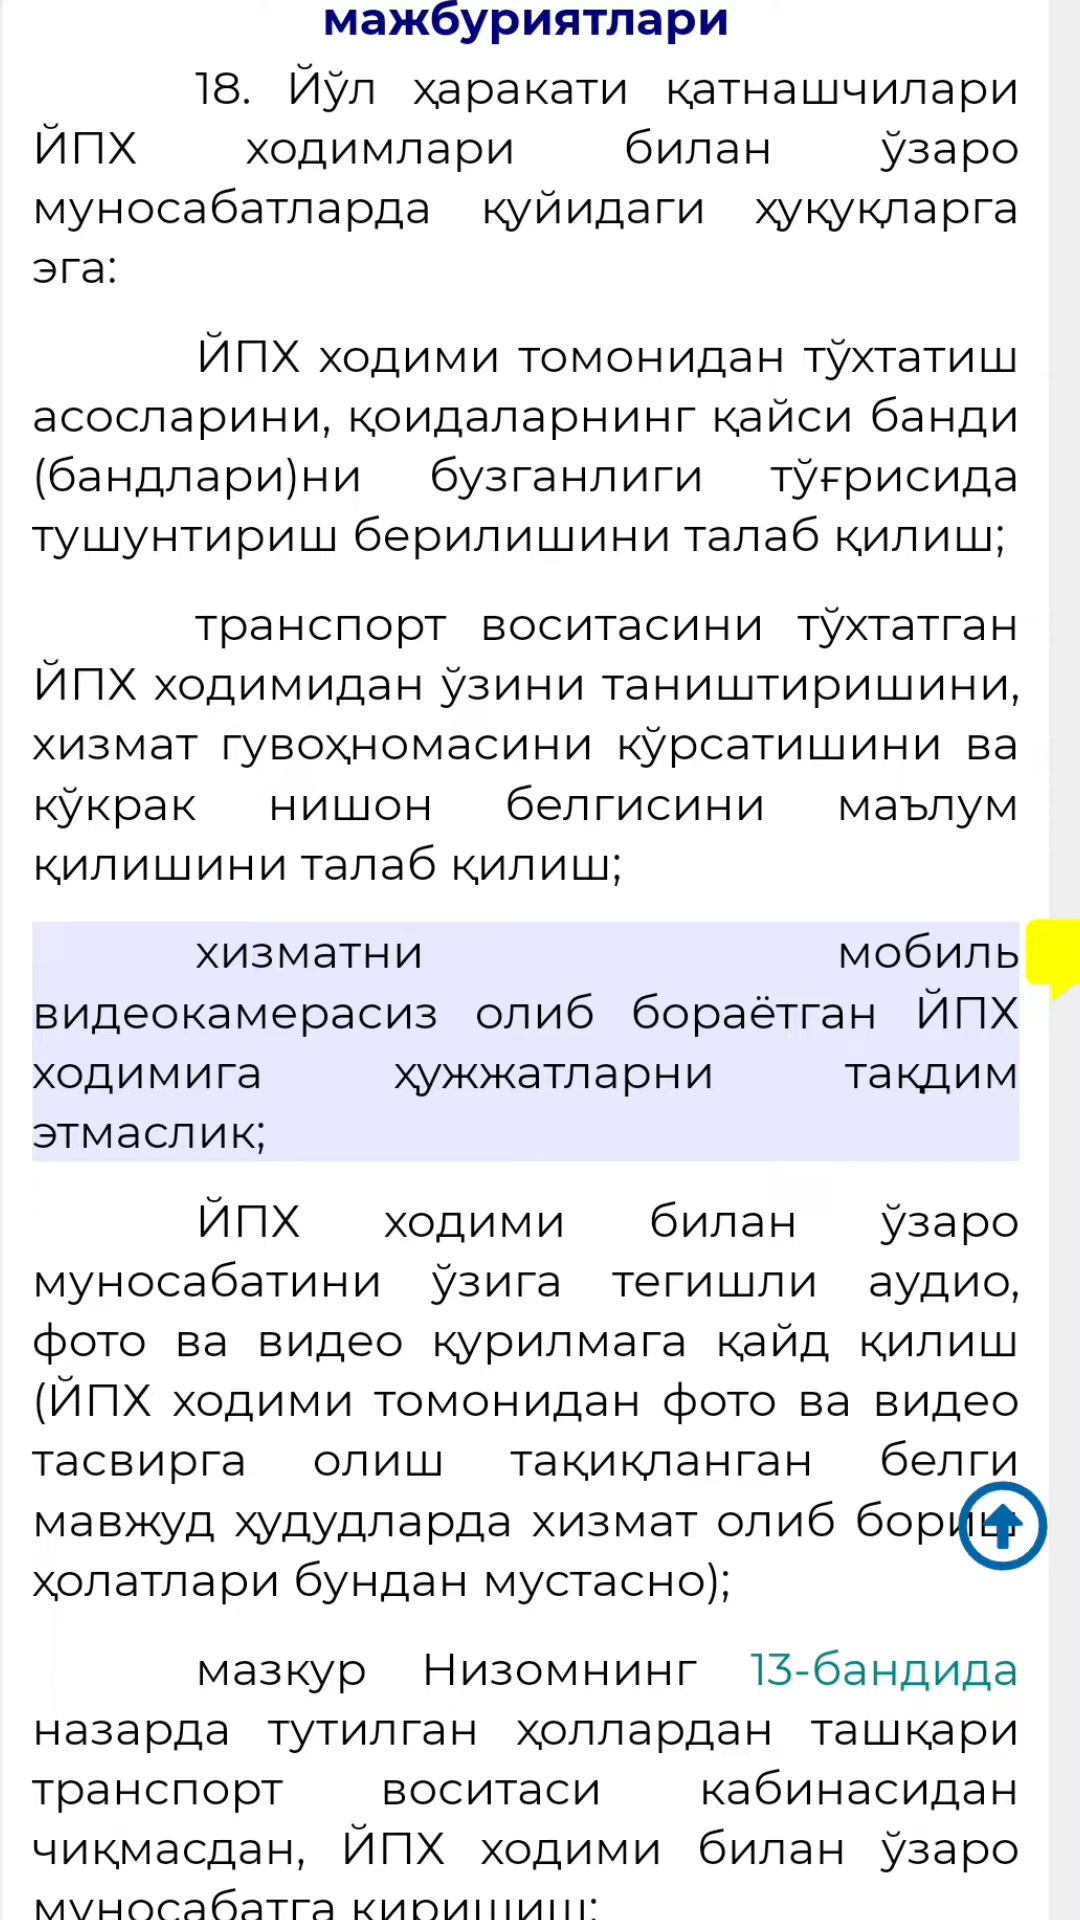 мажбуриятлари
18. Йўл ҳаракати қатнашчилари
ЙПХ ходимлари билан ўзаро
муносабатларда қуйидаги ҳуқуқларга
эга:
ЙПХ ходими томонидан тўхтатиш
асосларини, қоидаларнинг қайси банди
(бандлари)ни бузганлиги тўғрисида
тушунтириш берилишини талаб қилиш;
транспорт воситасини тўхтатган
ЙПХ ходимидан ўзини таништиришини,
хизмат гувоҳномасини кўрсатишини ва
кўкрак нишон белгисини маълум
қилишини талаб қилиш;
хизматни мобиль
видеокамерасиз олиб бораётган ЙПХ
ходимига ҳужжатларни тақдим
этмаслик;
ЙПХ ходими билан ўзаро
муносабатини ўзига тегишли аудио,
фото ва видео қурилмага қайд қилиш
(ЙПХ ходими томонидан фото ва видео
тасвирга олиш тақиқланган белги
мавжуд ҳудудларда хизмат олиб бориш
ҳолатлари бундан мустасно);
мазкур Низомнинг 13-бандида
назарда тутилган ҳоллардан ташқари
транспорт воситаси кабинасидан
чиқмасдан, ЙПХ ходими билан ўзаро
муносабатга киришиш;